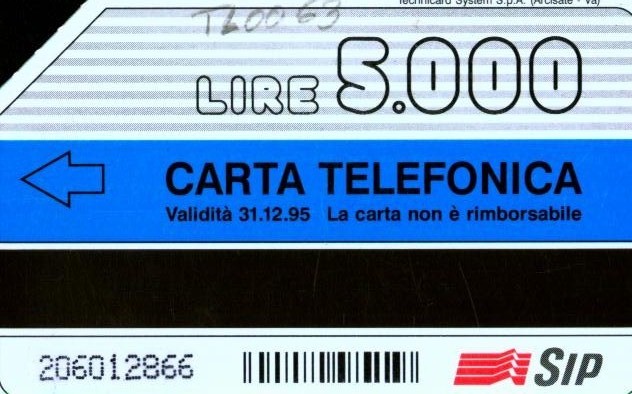 Technicard System S.p.A. (Arcisate - Va)
TL0063
LIRE 5.000
CARTA TELEFONICA
Validità 31.12.95 La carta non è rimborsabile
206012866
SIP